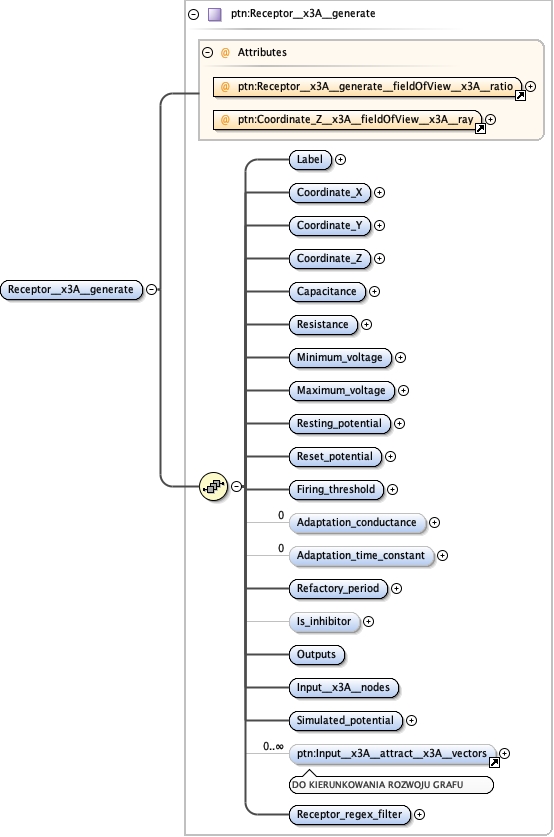 ptn:Receptor__x3A__generate
@ Attributes
@ ptn:Receptor__x3A__generate__fieldOfView__x3A__ratio
@ ptn:Coordinate_Z__x3A__fieldOfView__x3A__ray
Label
Coordinate_X
Coordinate_Y
Coordinate_Z
Receptor__x3A__generate
Capacitance
Resistance
Minimum_voltage
Maximum_voltage
Resting_potential
Reset_potential
Firing_threshold
0 Adaptation_conductance
0 Adaptation_time_constant
Refactory_period
Is_inhibitor
Outputs
Input__x3A__nodes
Simulated_potential
0..∞ ptn:Input__x3A__attract__x3A__vectors
DO KIERUNKOWANIA ROZWOJU GRAFU
Receptor_regex_filter